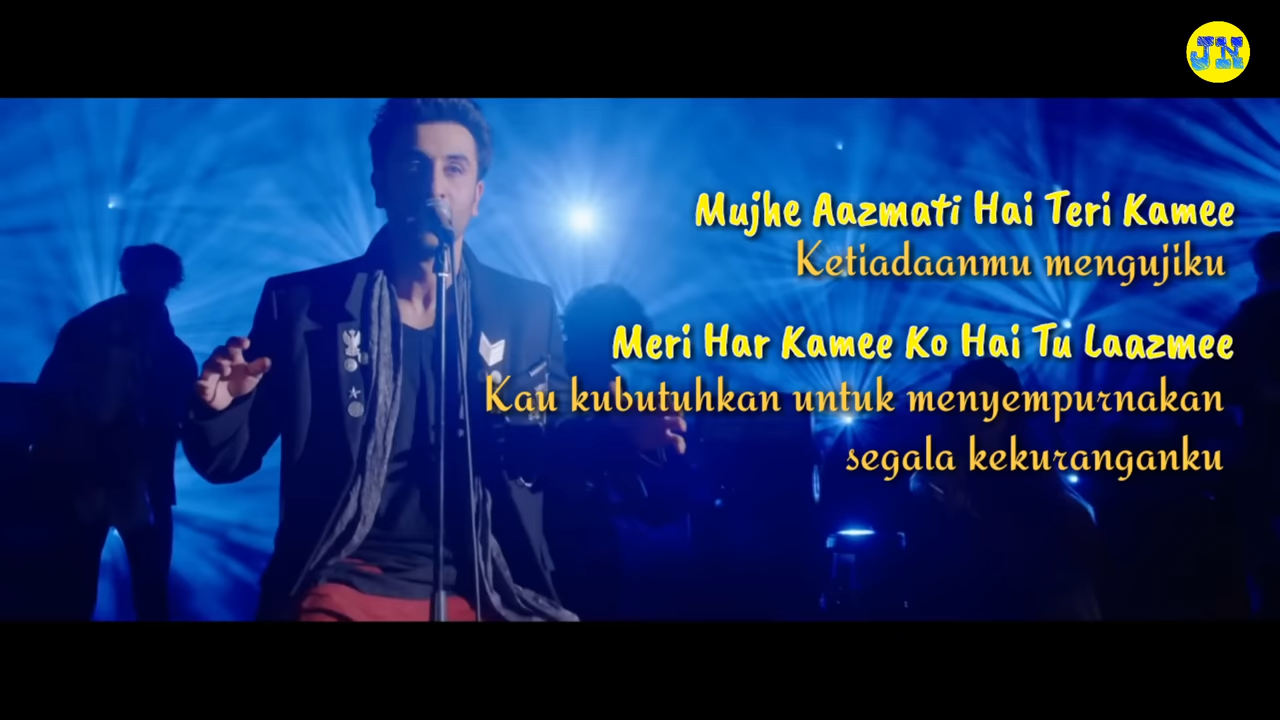 JN
Mujhe Aazmati Hai Teri Kamee
Ketiadaanmu mengujiku
Meri Har Kamee Ko Hai Tu Laazmee
Kau kubutuhkan untuk menyempurnakan
segala kekuranganku